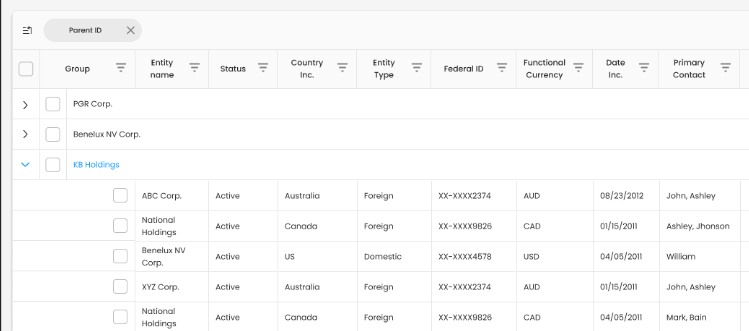 Parent ID
Group Entity name Status Country Inc. Entity Type Federal ID Functional Currency Date Inc. Primary Contact
PGR Corp.
Benelux NV Corp.
KB Holdings
ABC Corp. Active Australia Foreign XX-XXXX2374 AUD 08/23/2012 John, Ashley
National Holdings Active Canada Foreign XX-XXXX9826 CAD 01/15/2011 Ashley, Jhonson
Benelux NV Corp. Active US Domestic XX-XXXX4578 USD 04/05/2011 William
XYZ Corp. Active Australia Foreign XX-XXXX2374 AUD 01/15/2011 John, Ashley
National Holdings Active Canada Foreign XX-XXXX9826 CAD 04/05/2011 Mark, Bain